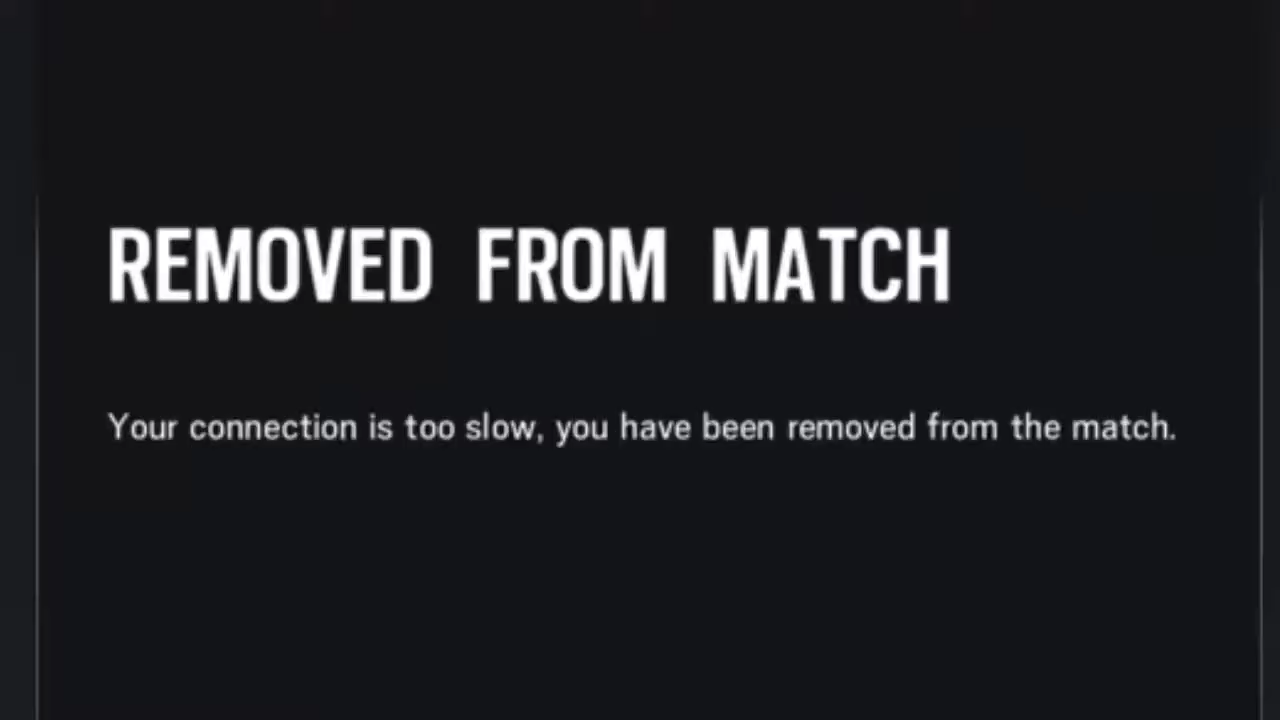 REMOVED FROM MATCH
Your connection is too slow, you have been removed from the match.